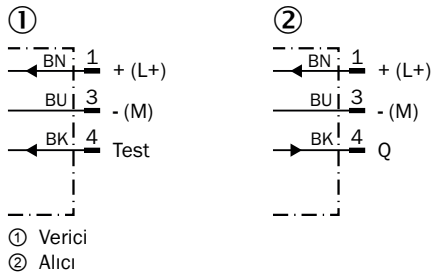 ① ②
BN 1 + (L+) BN 1 + (L+)
BU 3 - (M) BU 3 - (M)
BK 4 Test BK 4 Q
① Verici
② Alıcı